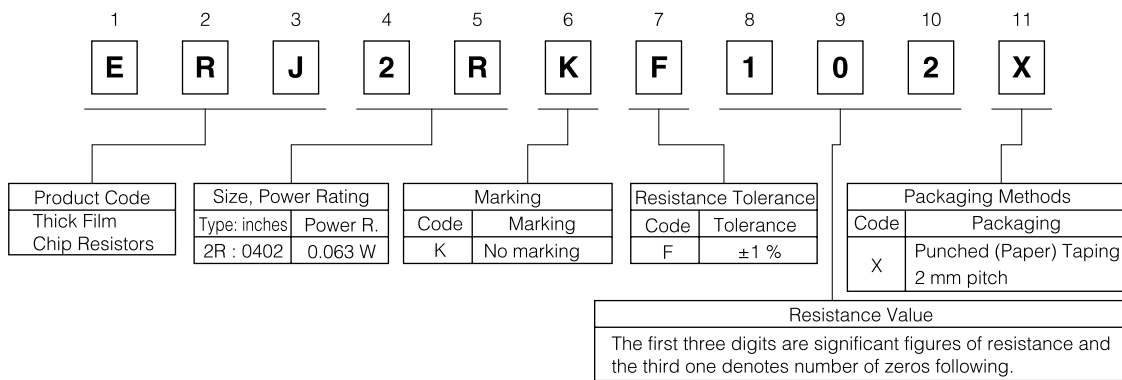 1 2 3 4 5 6 7 8 9 10 11
E R J 2 R K F 1 0 2 X
Product Code
Thick Film
Chip Resistors
Size, Power Rating
Type: inches Power R.
2R : 0402 0.063 W
Marking
Code Marking
K No marking
Resistance Tolerance
Code Tolerance
F ±1 %
Packaging Methods
Code Packaging
X Punched (Paper) Taping
2 mm pitch
Resistance Value
The first three digits are significant figures of resistance and
the third one denotes number of zeros following.